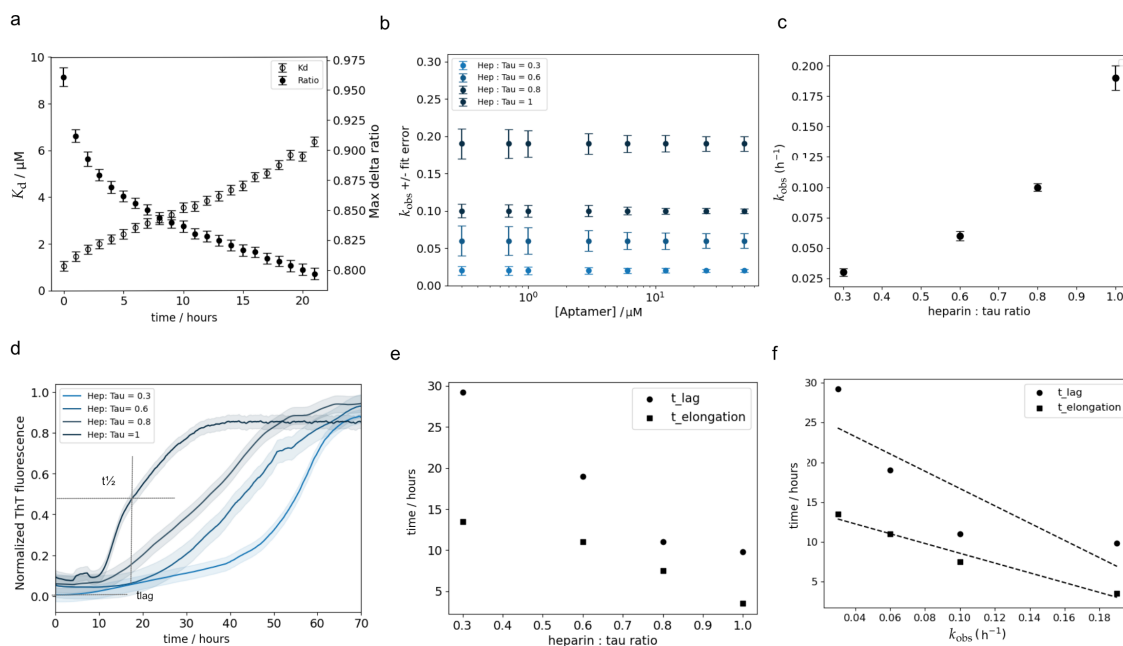 a
10
8
6
4
2
0
K_d / μM
0.975
0.950
0.925
0.900
0.875
0.850
0.825
0.800
Max delta ratio
Kd
Ratio
0 5 10 15 20
time / hours
b
0.30
0.25
0.20
0.15
0.10
0.05
0.00
k_obs +/- fit error
Hep : Tau = 0.3
Hep : Tau = 0.6
Hep : Tau = 0.8
Hep : Tau = 1
10⁰ 10¹
[Aptamer] / μM
c
0.200
0.175
0.150
0.125
0.100
0.075
0.050
0.025
k_obs (h⁻¹)
0.3 0.4 0.5 0.6 0.7 0.8 0.9 1.0
heparin : tau ratio
d
1.0
0.8
0.6
0.4
0.2
0.0
Normalized ThT fluorescence
Hep: Tau = 0.3
Hep: Tau= 0.6
Hep: Tau = 0.8
Hep: Tau =1
t½
tlag
0 10 20 30 40 50 60 70
time / hours
e
30
25
20
15
10
5
time / hours
t_lag
t_elongation
0.3 0.4 0.5 0.6 0.7 0.8 0.9 1.0
heparin : tau ratio
f
30
25
20
15
10
5
time / hours
t_lag
t_elongation
0.04 0.06 0.08 0.10 0.12 0.14 0.16 0.18
k_obs (h⁻¹)